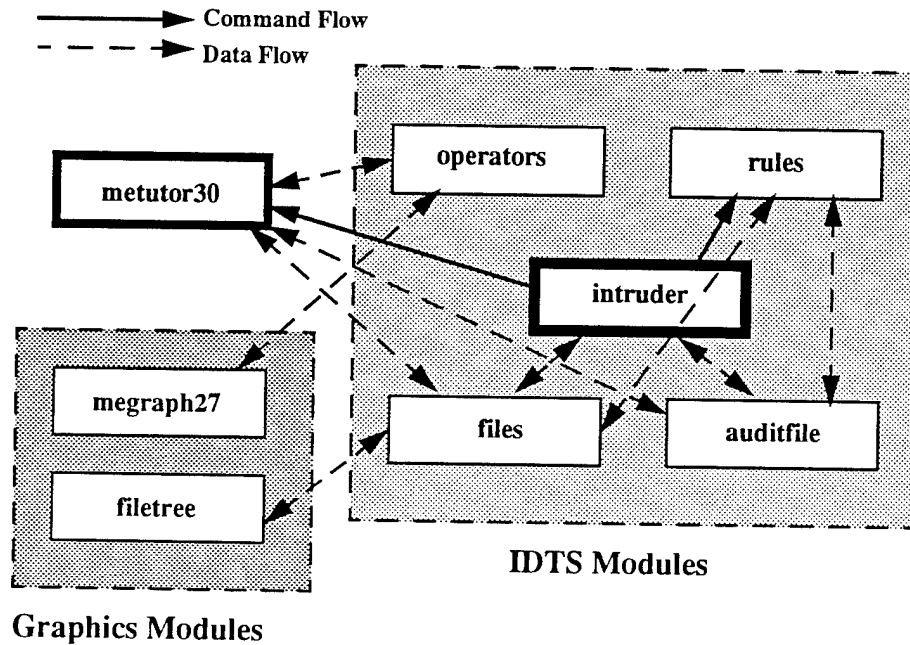 Command Flow
Data Flow
operators
rules
metutor30
intruder
megraph27
files
auditfile
filetree
IDTS Modules
Graphics Modules